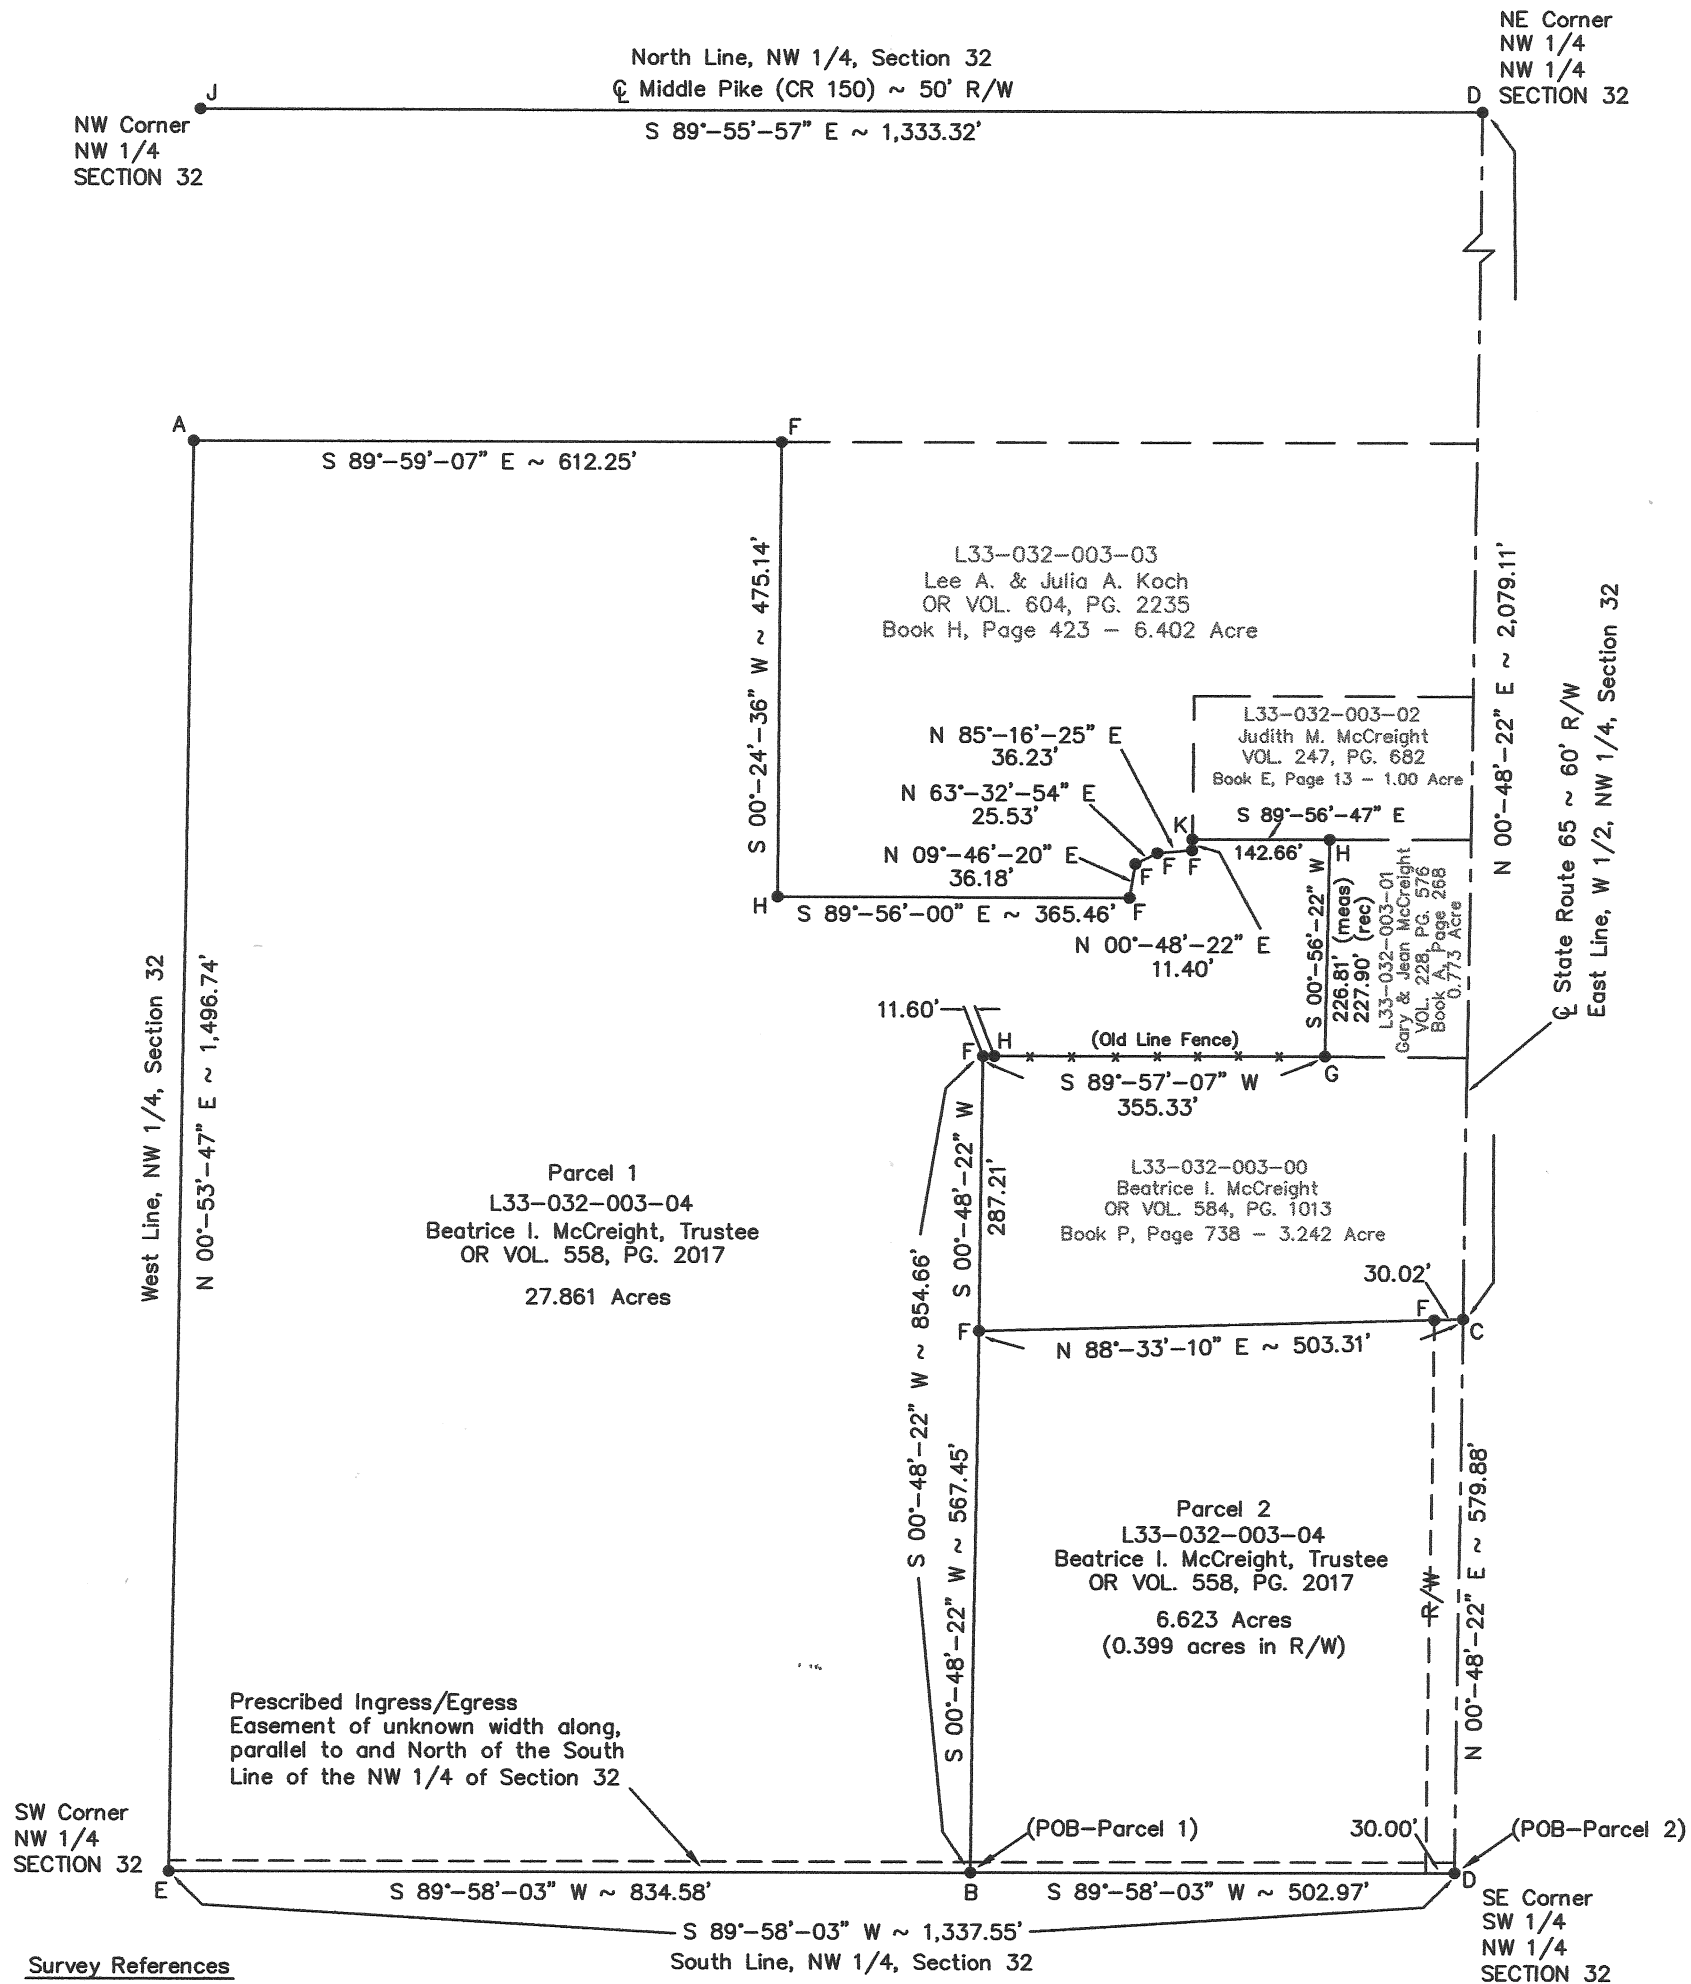 NE Corner
NW 1/4
NW 1/4
SECTION 32
North Line, NW 1/4, Section 32
℄ Middle Pike (CR 150) ~ 50' R/W
J
D
NW Corner
NW 1/4
SECTION 32
S 89°-55'-57" E ~ 1,333.32'
A
F
S 89°-59'-07" E ~ 612.25'
S 00°-24'-36" W ~ 475.14'
L33-032-003-03
Lee A. & Julia A. Koch
OR VOL. 604, PG. 2235
Book H, Page 423 - 6.402 Acre
N 00°-48'-22" E ~ 2,079.11'
℄ State Route 65 ~ 60' R/W
East Line, W 1/2, NW 1/4, Section 32
L33-032-003-02
Judith M. McCreight
VOL. 247, PG. 682
Book E, Page 13 - 1.00 Acre
N 85°-16'-25" E
36.23'
N 63°-32'-54" E
25.53'
N 09°-46'-20" E
36.18'
K
S 89°-56'-47" E
142.66'
H
F
F
F
H
S 89°-56'-00" E ~ 365.46'
F
N 00°-48'-22" E
11.40'
S 00°-56'-22" W
226.81' (meas)
227.90' (rec)
L33-032-003-01
Gary & Jean McCreight
VOL. 228, PG. 576
Book A, Page 268
0.773 Acre
West Line, NW 1/4, Section 32
N 00°-53'-47" E ~ 1,496.74'
11.60'
F
H
(Old Line Fence)
G
S 89°-57'-07" W
355.33'
S 00°-48'-22" W
287.21'
S 00°-48'-22" W ~ 854.66'
Parcel 1
L33-032-003-04
Beatrice I. McCreight, Trustee
OR VOL. 558, PG. 2017
27.861 Acres
L33-032-003-00
Beatrice I. McCreight
OR VOL. 584, PG. 1013
Book P, Page 738 - 3.242 Acre
30.02'
F
F
C
N 88°-33'-10" E ~ 503.31'
S 00°-48'-22" W ~ 567.45'
Parcel 2
L33-032-003-04
Beatrice I. McCreight, Trustee
OR VOL. 558, PG. 2017
6.623 Acres
(0.399 acres in R/W)
R/W
N 00°-48'-22" E ~ 579.88'
Prescribed Ingress/Egress
Easement of unknown width along,
parallel to and North of the South
Line of the NW 1/4 of Section 32
SW Corner
NW 1/4
SECTION 32
(POB-Parcel 1)
30.00'
(POB-Parcel 2)
E
S 89°-58'-03" W ~ 834.58'
B
S 89°-58'-03" W ~ 502.97'
D
SE Corner
SW 1/4
NW 1/4
SECTION 32
S 89°-58'-03" W ~ 1,337.55'
South Line, NW 1/4, Section 32
Survey References